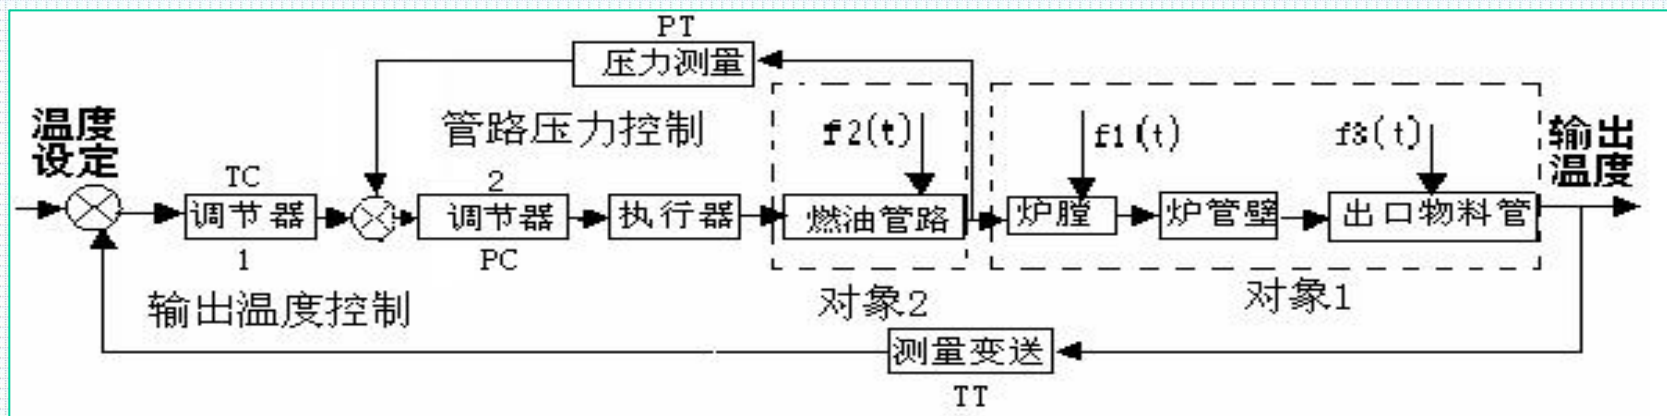 PT
压力测量
管路压力控制
f2(t)
f1(t)
f3(t)
温度
设定
输出
温度
TC
调节器
1
2
调节器
PC
执行器
燃油管路
炉膛
炉管壁
出口物料管
输出温度控制
对象2
对象1
测量变送
TT